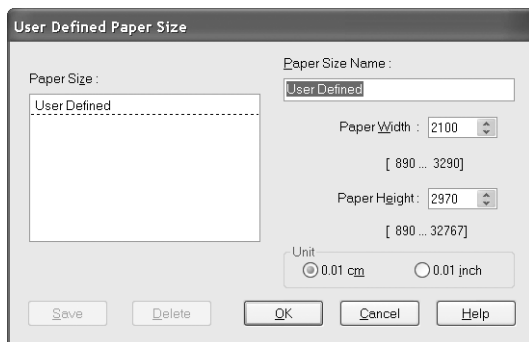 User Defined Paper Size
Paper Size :
User Defined
Paper Size Name :
User Defined
Paper Width : 2100
[ 890 ... 3290]
Paper Height : 2970
[ 890 ... 32767]
Unit
0.01 cm 0.01 inch
Save Delete OK Cancel Help